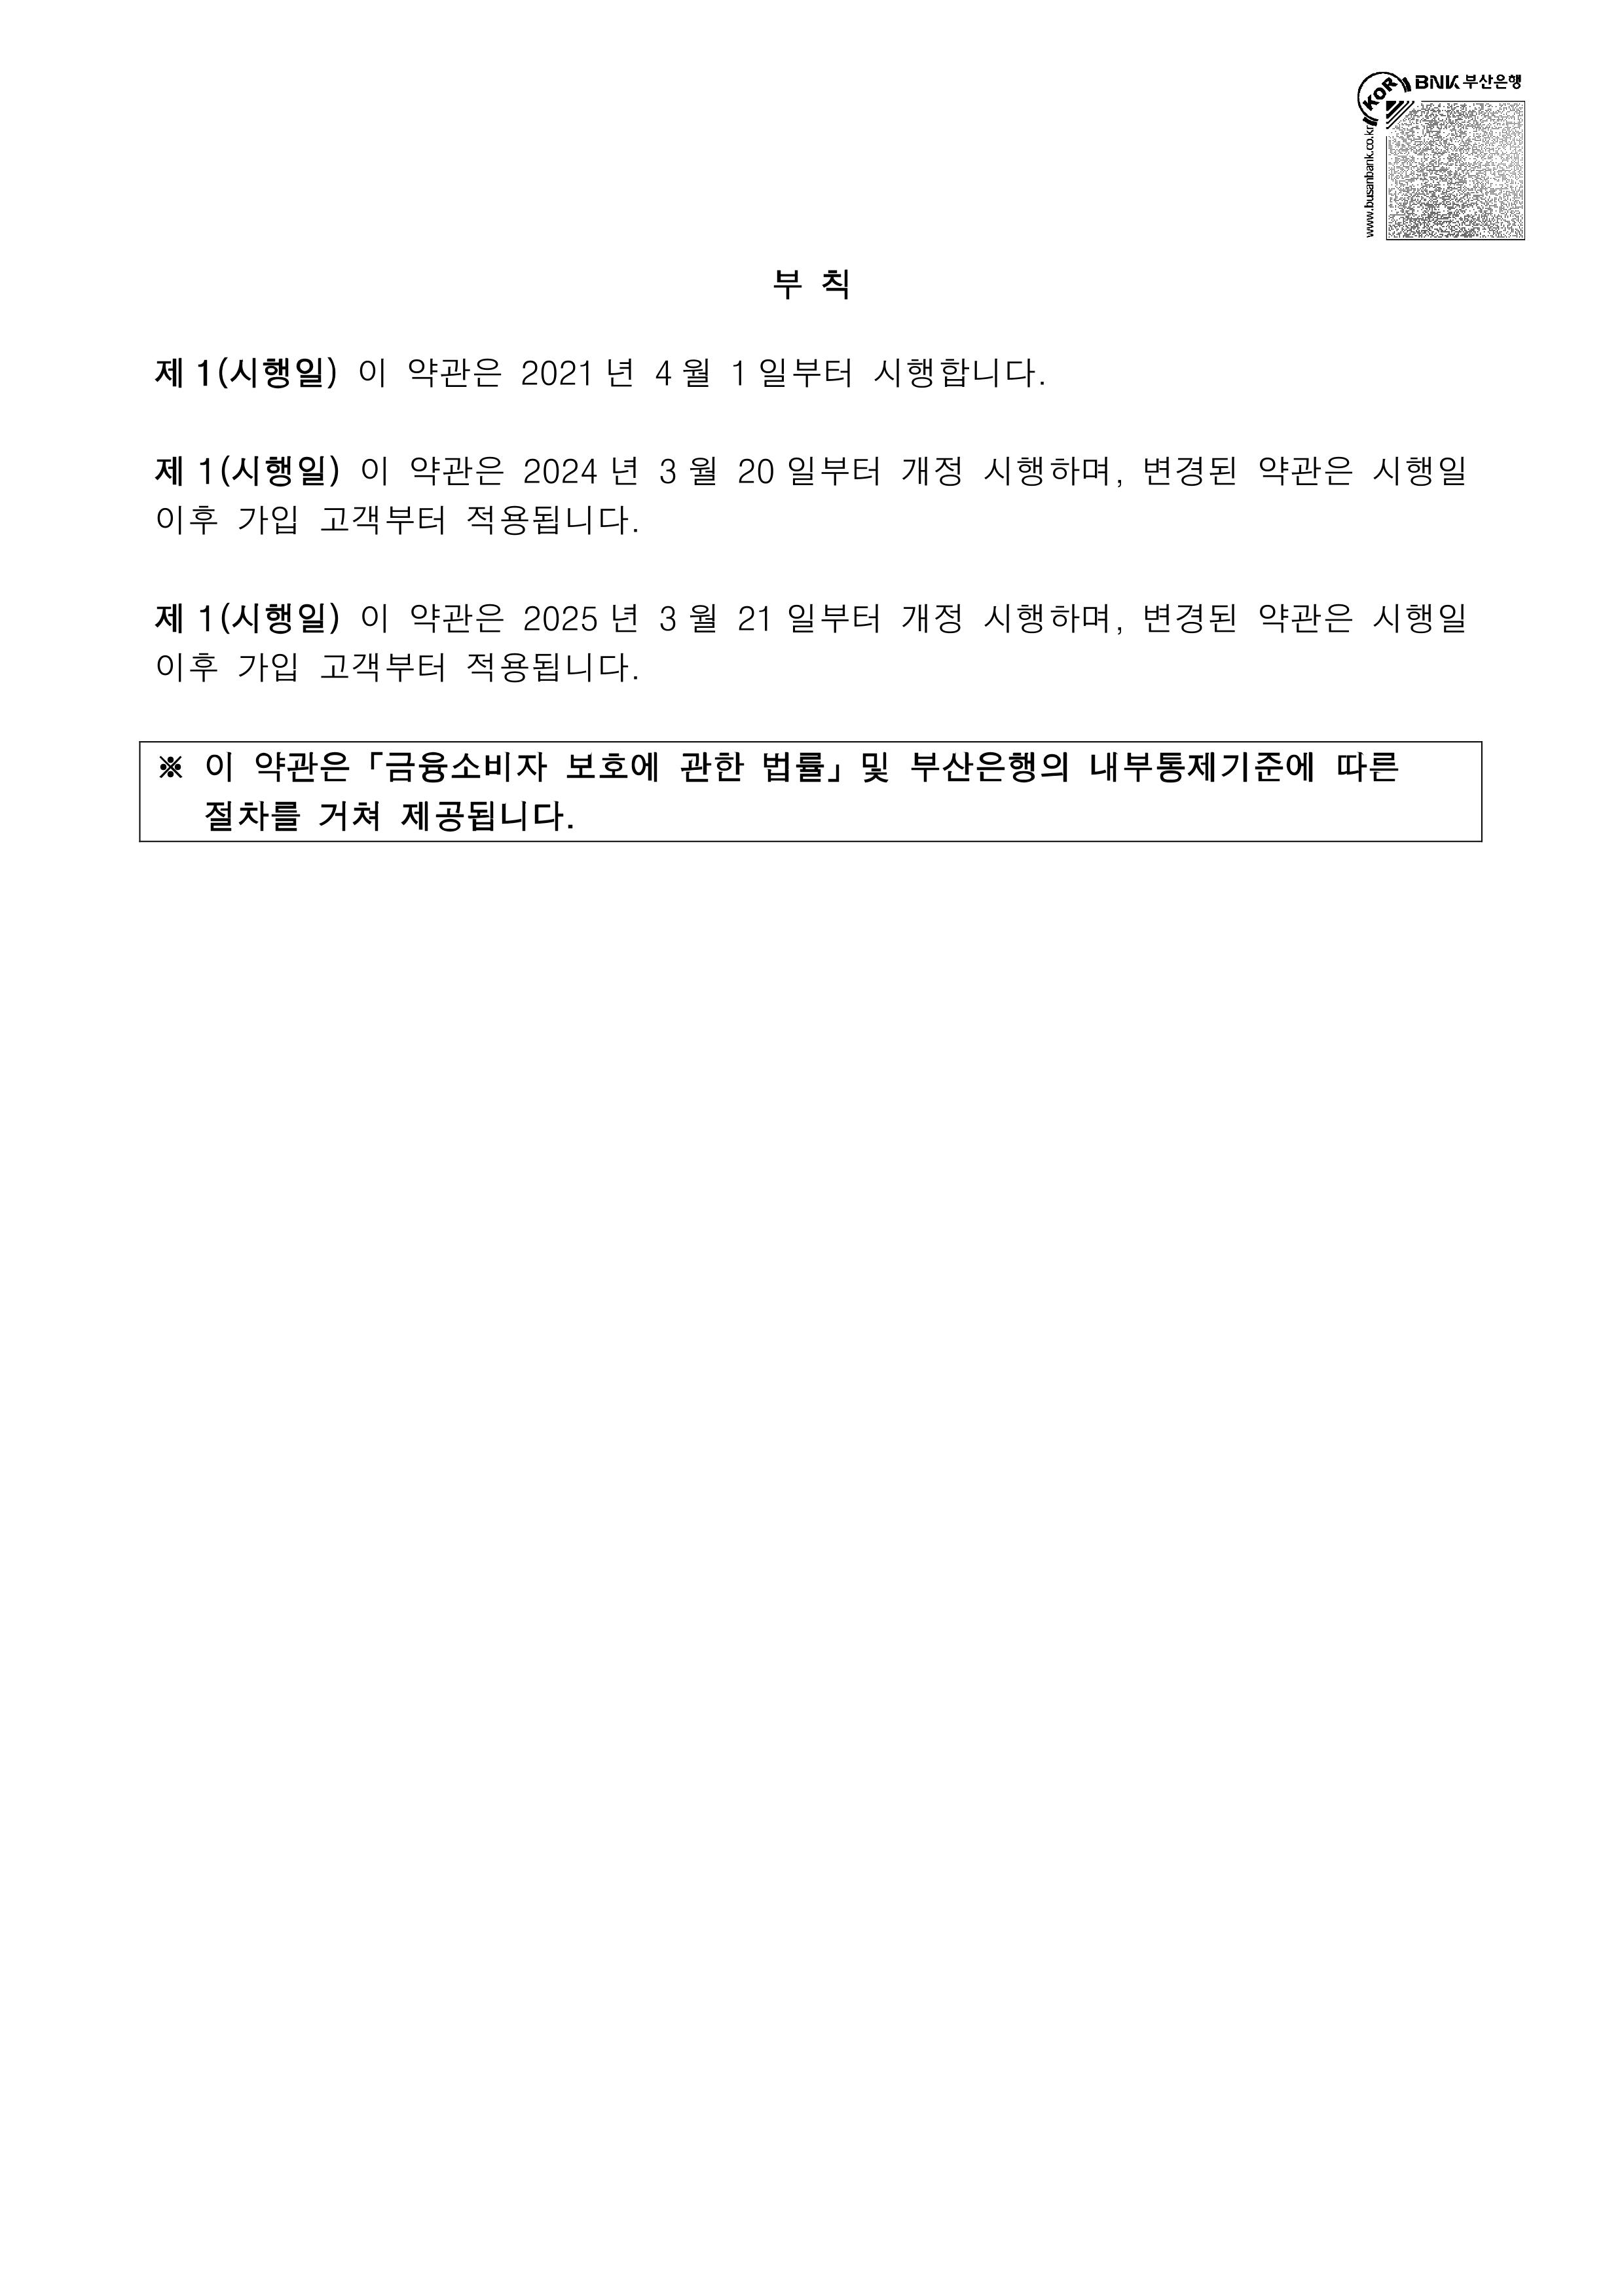 KOR
BNK 부산은행
www.busanbank.co.kr
부 칙
제 1(시행일) 이 약관은 2021 년 4 월 1 일부터 시행합니다.
제 1(시행일) 이 약관은 2024 년 3 월 20 일부터 개정 시행하며, 변경된 약관은 시행일
이후 가입 고객부터 적용됩니다.
제 1(시행일) 이 약관은 2025 년 3 월 21 일부터 개정 시행하며, 변경된 약관은 시행일
이후 가입 고객부터 적용됩니다.
※ 이 약관은「금융소비자 보호에 관한 법률」및 부산은행의 내부통제기준에 따른
절차를 거쳐 제공됩니다.